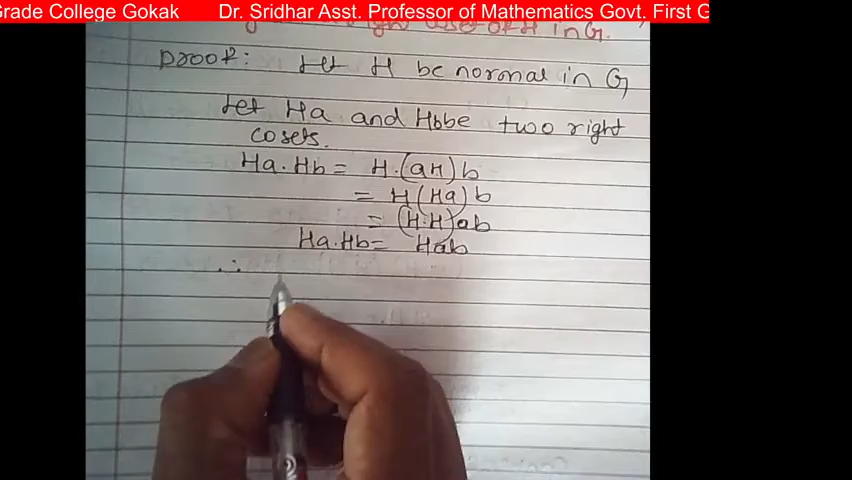 Grade College Gokak Dr. Sridhar Asst. Professor of Mathematics Govt. First G
in G.
Proof: Let H be normal in G
Let Ha and Hb be two right
cosets.
Ha.Hb = H.(aH)b
= H(Ha)b
= (H.H)ab
Ha.Hb = Hab
∴